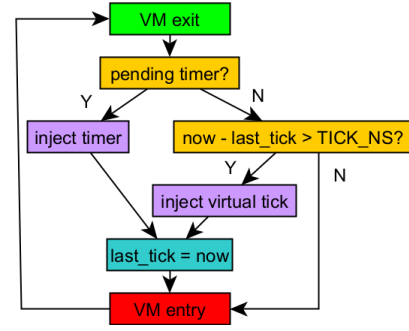 VM exit
pending timer?
Y
N
inject timer
now - last_tick > TICK_NS?
Y
N
inject virtual tick
last_tick = now
VM entry